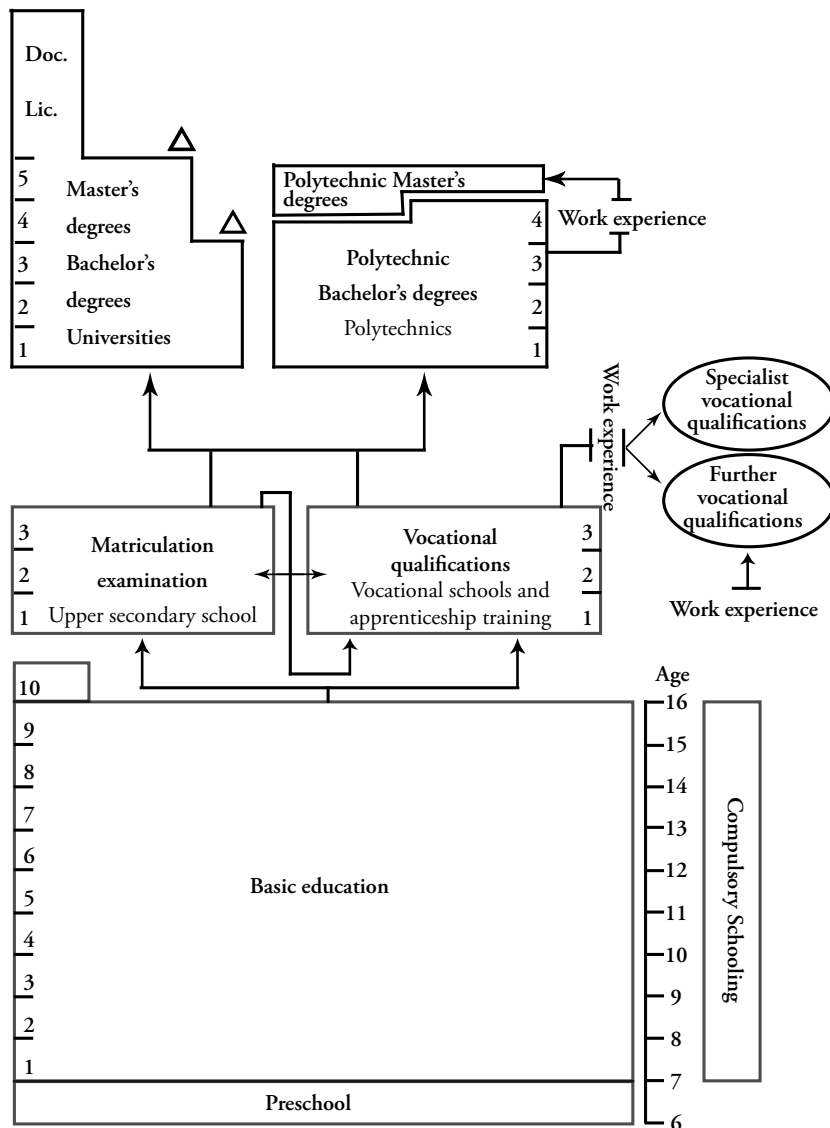 Doc.
Lic.
5
4
3
2
1
Master's
degrees
Bachelor's
degrees
Universities
Polytechnic Master's
degrees
Polytechnic
Bachelor's degrees
Polytechnics
4
3
2
1
Work experience
Work experience
Specialist
vocational
qualifications
Further
vocational
qualifications
Work experience
3
2
1
Matriculation
examination
Upper secondary school
Vocational
qualifications
Vocational schools and
apprenticeship training
3
2
1
10
9
8
7
6
5
4
3
2
1
Basic education
Preschool
Age
16
15
14
13
12
11
10
9
8
7
6
Compulsory Schooling